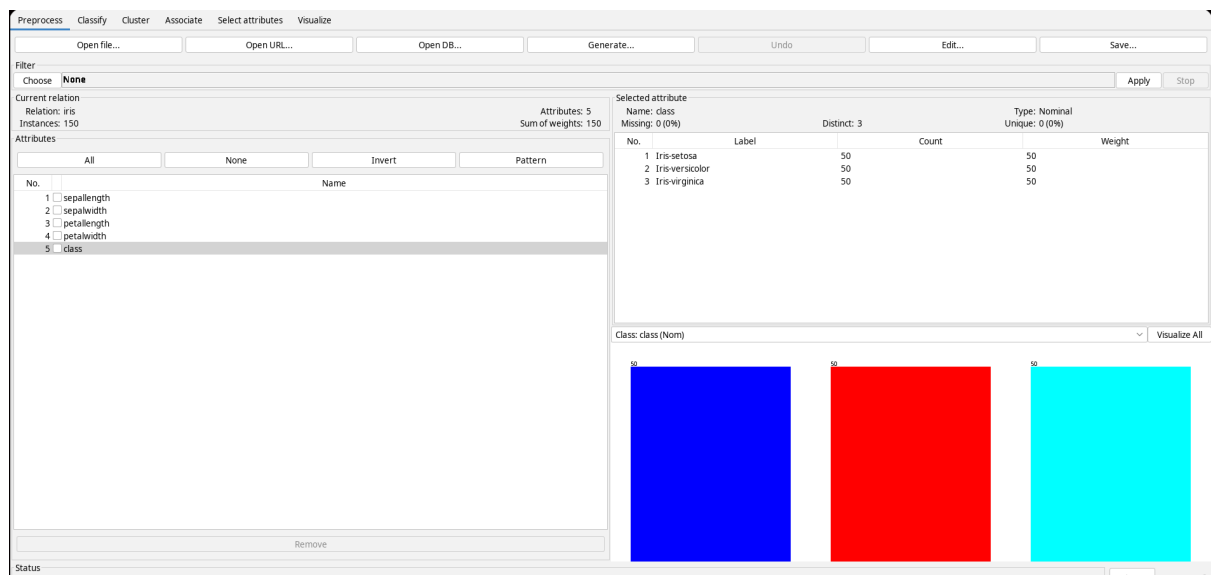 Preprocess Classify Cluster Associate Select attributes Visualize
Open file... Open URL... Open DB... Generate... Undo Edit... Save...
Filter
Choose None Apply Stop
Current relation
Relation: iris Attributes: 5
Instances: 150 Sum of weights: 150
Attributes
All None Invert Pattern
No. Name
1 sepallength
2 sepalwidth
3 petallength
4 petalwidth
5 class
Remove
Selected attribute
Name: class Type: Nominal
Missing: 0 (0%) Distinct: 3 Unique: 0 (0%)
No. Label Count Weight
1 Iris-setosa 50 50
2 Iris-versicolor 50 50
3 Iris-virginica 50 50
Class: class (Nom) Visualize All
50 50 50
Status